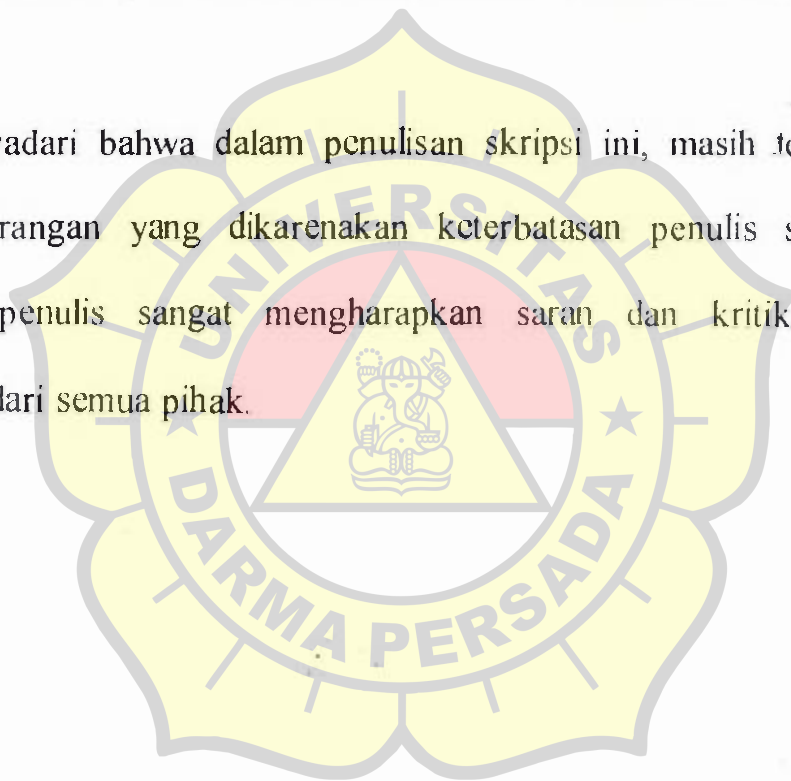 adari bahwa dalam penulisan skripsi ini, masih te
rangan yang dikarenakan keterbatasan penulis s
penulis sangat mengharapkan saran dan kritik
dari semua pihak.
UNIVERSITAS
DARMA PERSADA